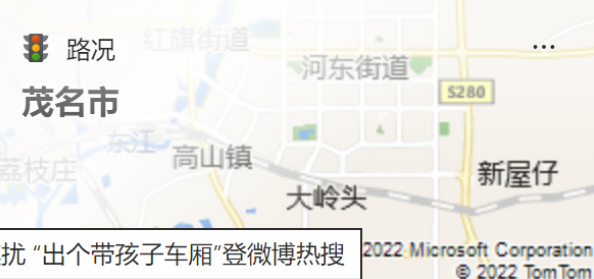 路况
红旗街道
...
河东街道
茂名市
S280
东江
高山镇
荔枝庄
新屋仔
大岭头
扰 “出个带孩子车厢”登微博热搜
2022 Microsoft Corporation
© 2022 TomTom